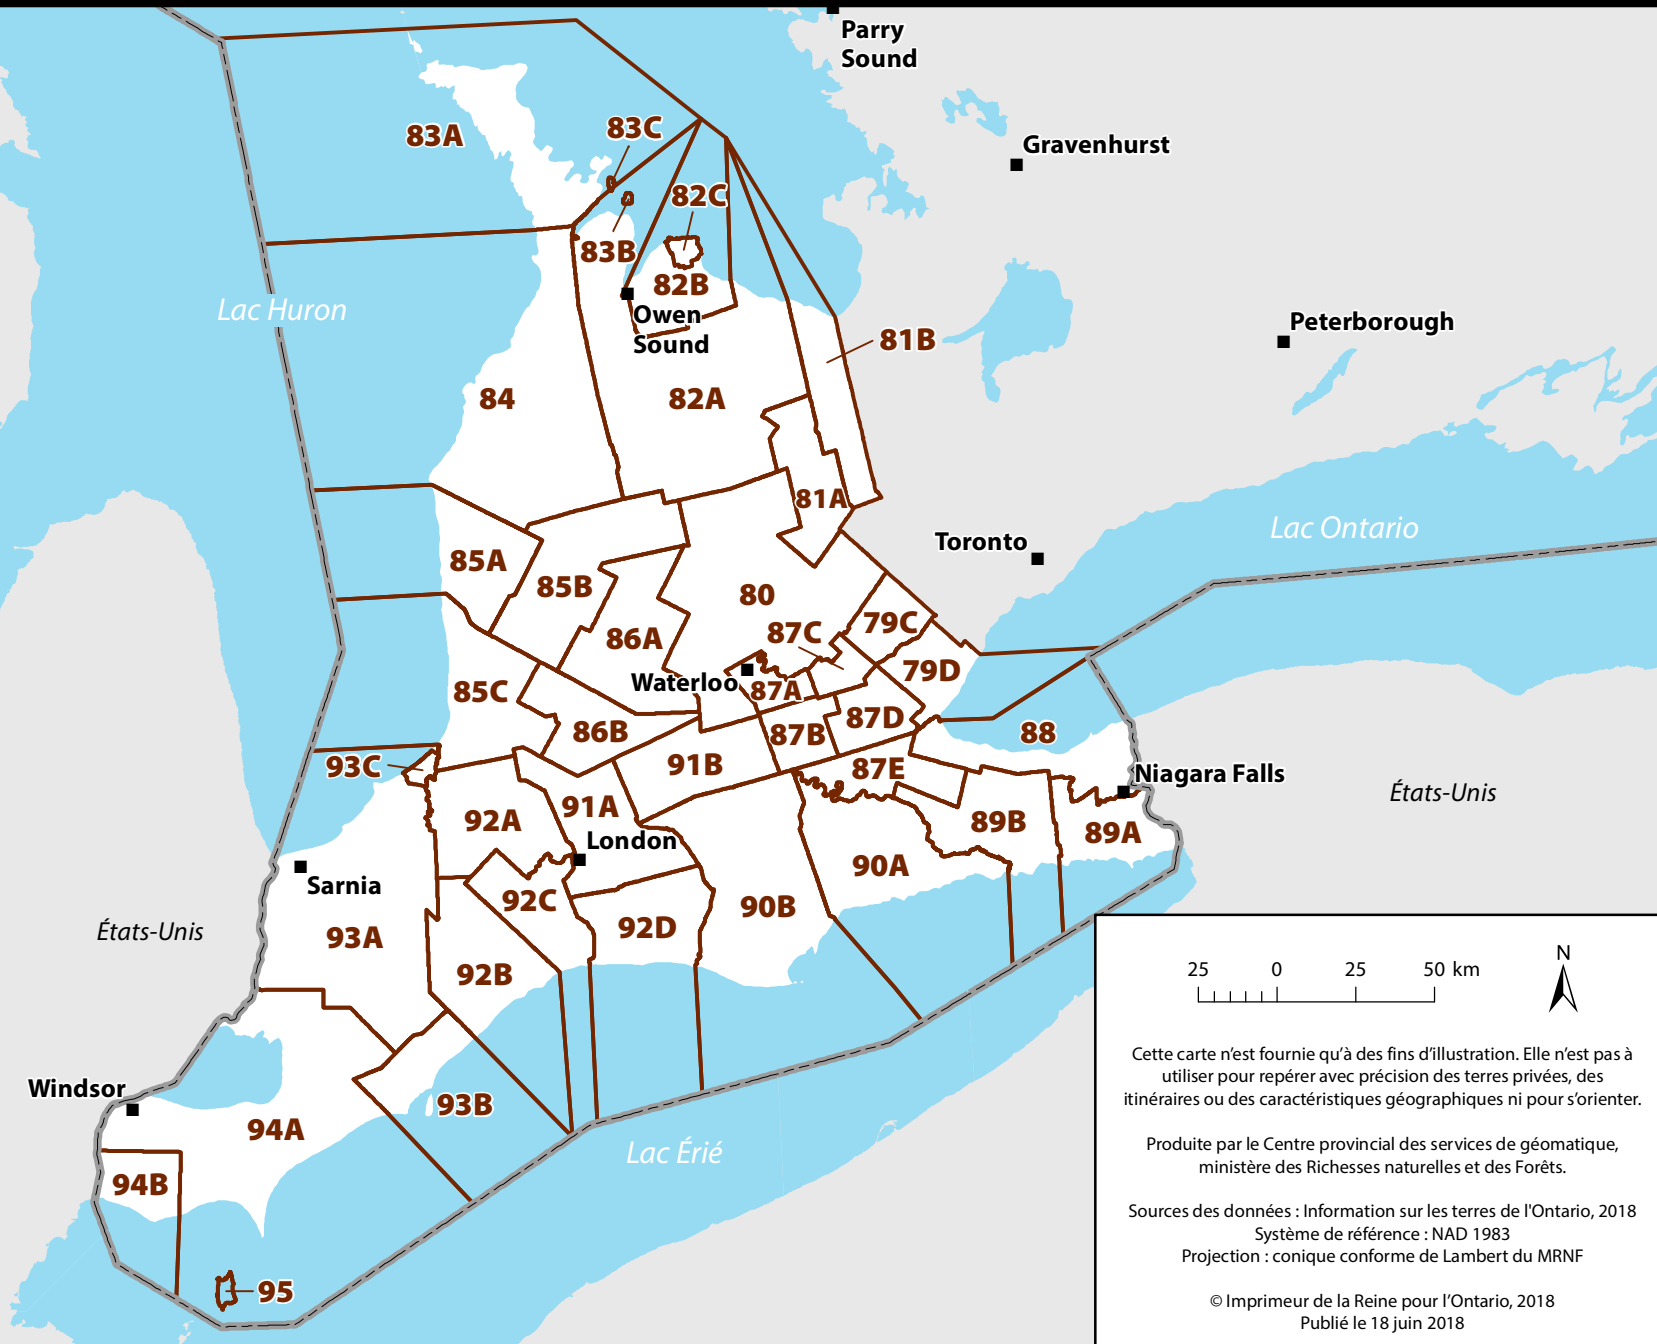 Parry
Sound
83A
83C
Gravenhurst
82C
83B
82B
Lac Huron
Owen
Sound
81B
Peterborough
84
82A
81A
Lac Ontario
Toronto
85A
85B
80
86A
87C
79C
79D
Waterloo
87A
85C
86B
87B
87D
88
93C
91B
87E
Niagara Falls
États-Unis
92A
91A
89B
89A
London
90A
Sarnia
92C
90B
92D
États-Unis
93A
92B
Windsor
93B
94A
Lac Érié
94B
95
N
25 0 25 50 km
Cette carte n'est fournie qu'à des fins d'illustration. Elle n'est pas à
utiliser pour repérer avec précision des terres privées, des
itinéraires ou des caractéristiques géographiques ni pour s'orienter.
Produite par le Centre provincial des services de géomatique,
ministère des Richesses naturelles et des Forêts.
Sources des données : Information sur les terres de l'Ontario, 2018
Système de référence : NAD 1983
Projection : conique conforme de Lambert du MRNF
© Imprimeur de la Reine pour l'Ontario, 2018
Publié le 18 juin 2018